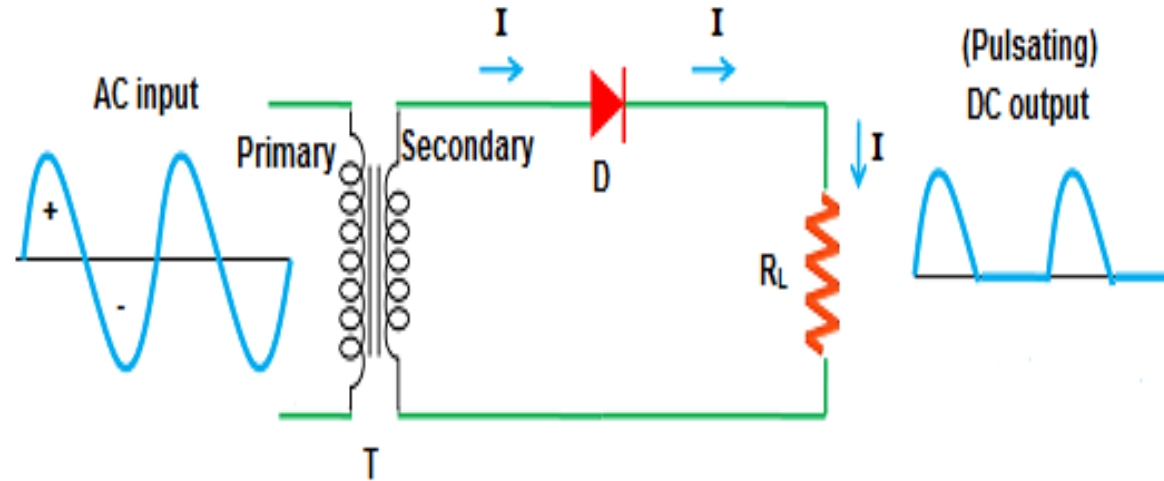 I
I
(Pulsating)
DC output
AC input
Primary
Secondary
I
D
+
-
RL
T